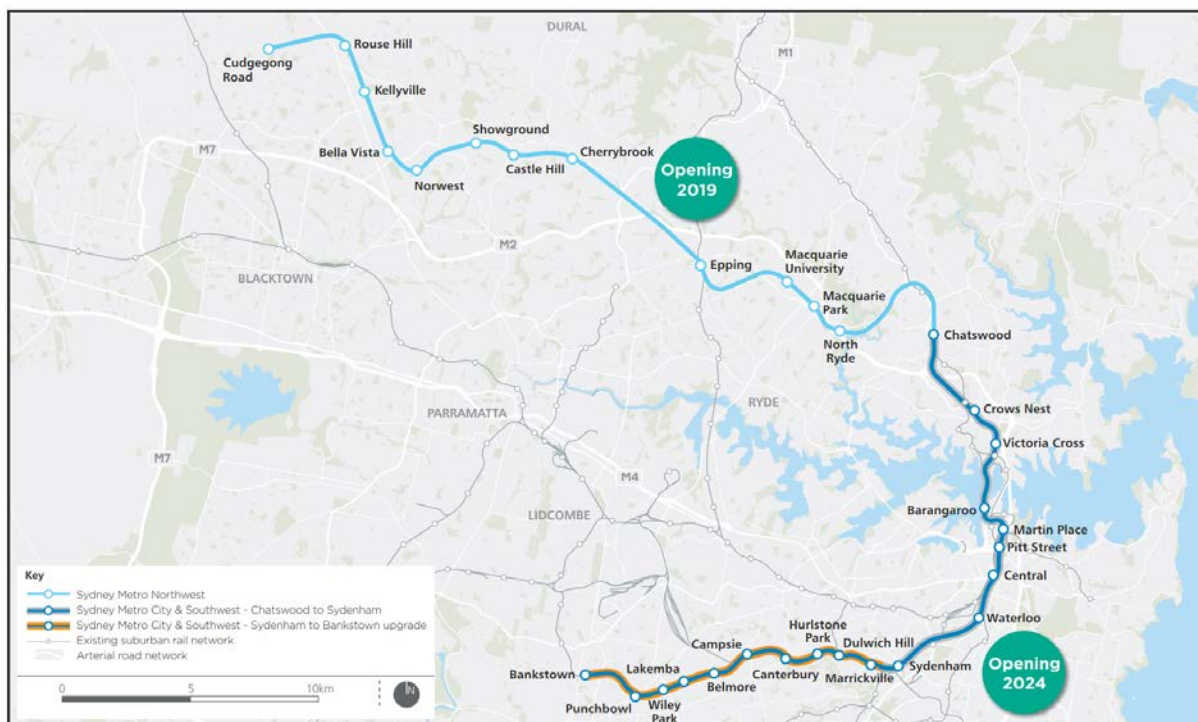 DURAL
M1
Rouse Hill
Cudgegong
Road
Kellyville
Showground
M7
Bella Vista
Cherrybrook
Castle Hill
Norwest
Opening
2019
M2
Epping
Macquarie
University
BLACKTOWN
Macquarie
Park
North
Ryde
Chatswood
PARRAMATTA
RYDE
Crows Nest
Victoria Cross
M7
M4
Barangaroo
LIDCOMBE
Martin Place
Pitt Street
Central
Waterloo
Hurlstone
Park
Campsie
Dulwich Hill
Bankstown
Lakemba
Canterbury
Sydenham
Marrickville
Belmore
Punchbowl
Wiley
Park
Opening
2024
Key
Sydney Metro Northwest
Sydney Metro City & Southwest - Chatswood to Sydenham
Sydney Metro City & Southwest - Sydenham to Bankstown upgrade
Existing suburban rail network
Arterial road network
0 5 10km
N